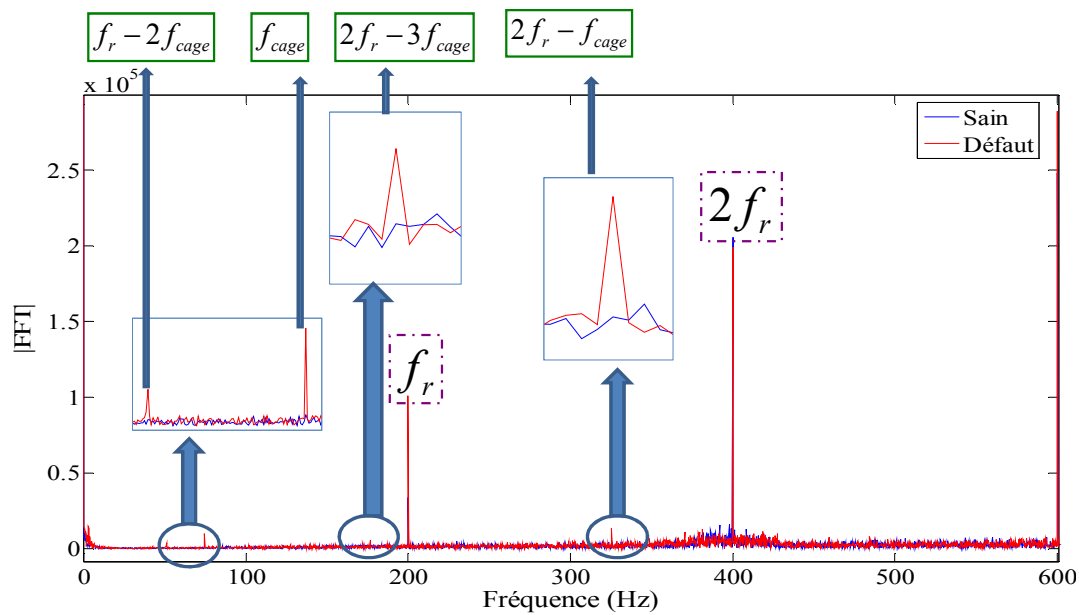 f_r − 2f_cage
f_cage
2f_r − 3f_cage
2f_r − f_cage
x 10^5
Sain
Défaut
2.5
2
1.5
1
0.5
0
|FFT|
f_r
2f_r
0 100 200 300 400 500 600
Fréquence (Hz)